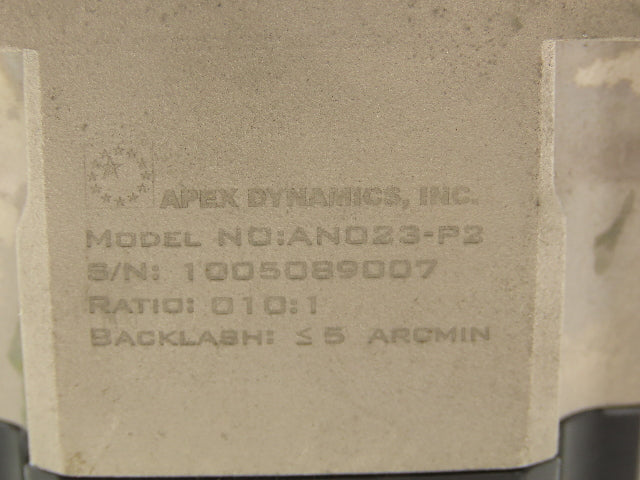 APEX DYNAMICS, INC.
MODEL NO:AN023-P2
S/N: 1005089007
RATIO: 010:1
BACKLASH: ≤5 ARCMIN